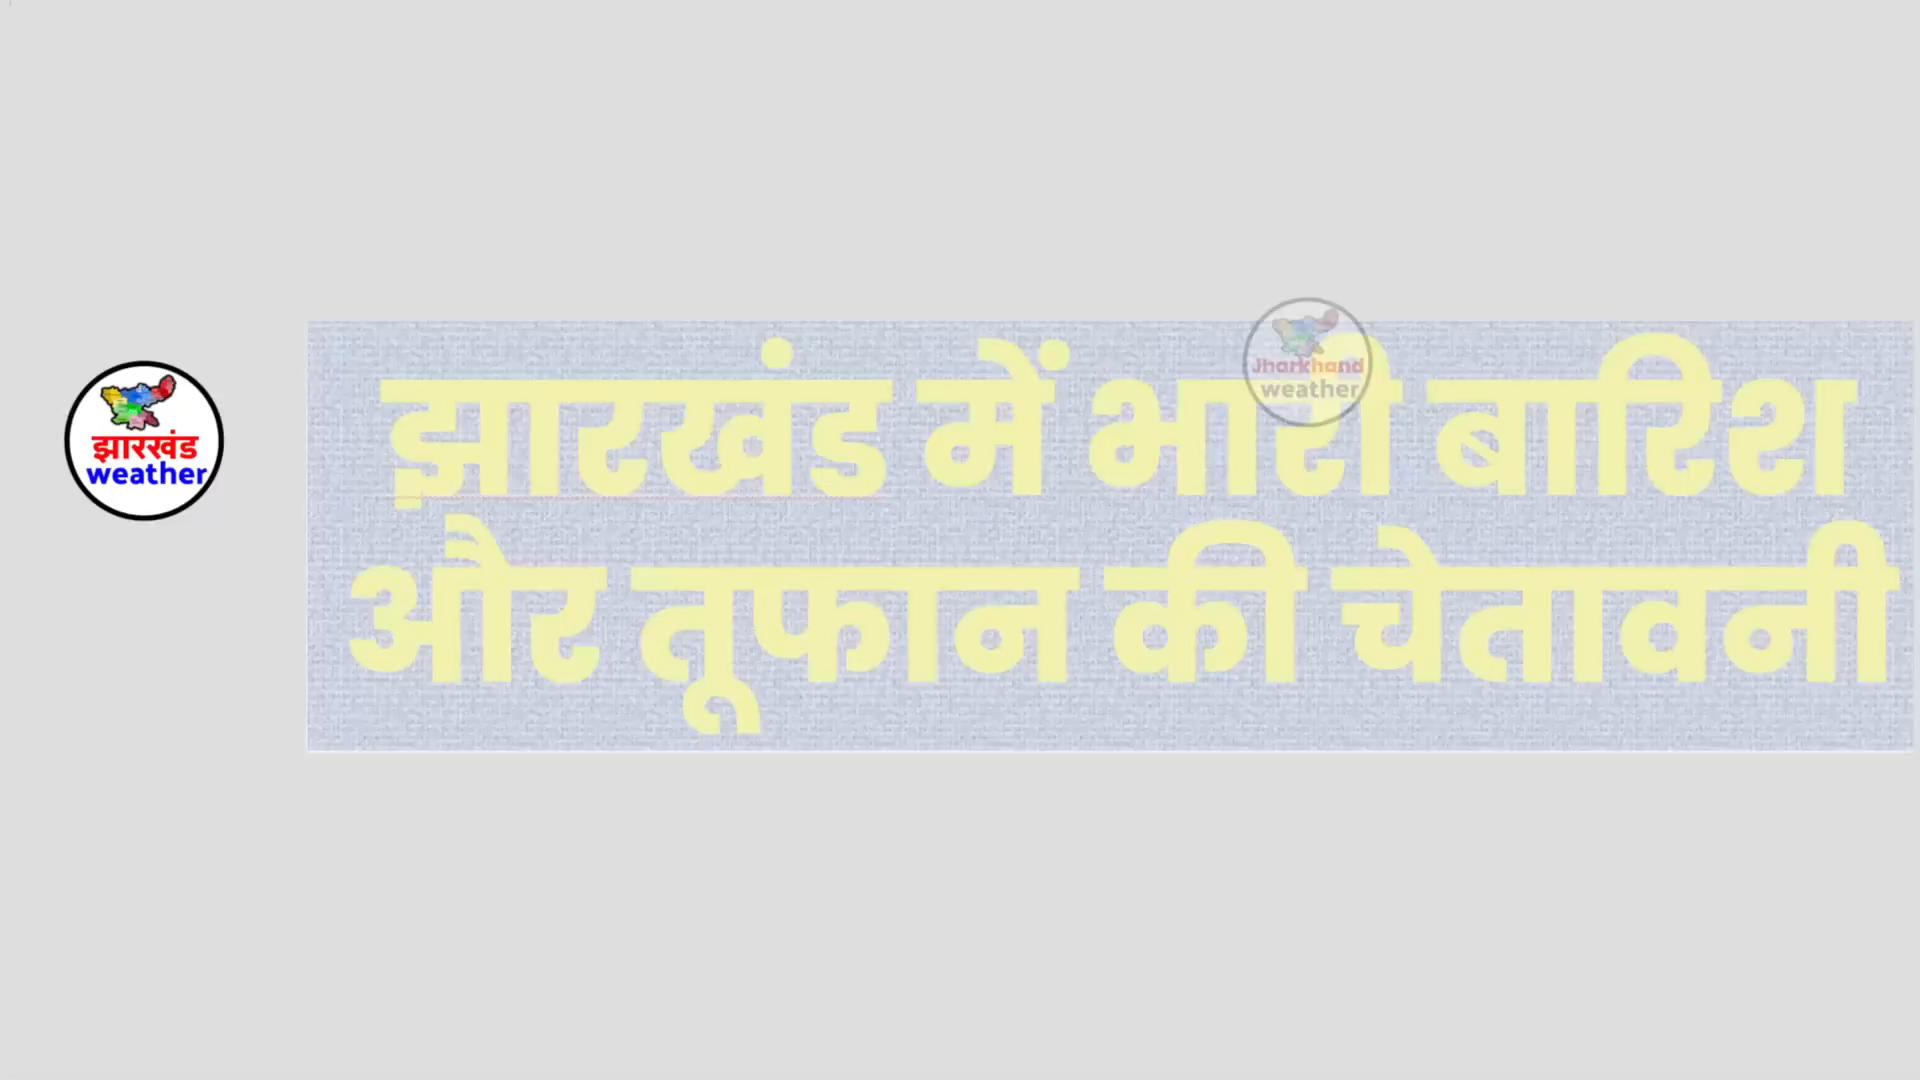 झारखंड
weather
Jharkhand
weather
झारखंड में भारी बारिश
और तूफान की चेतावनी